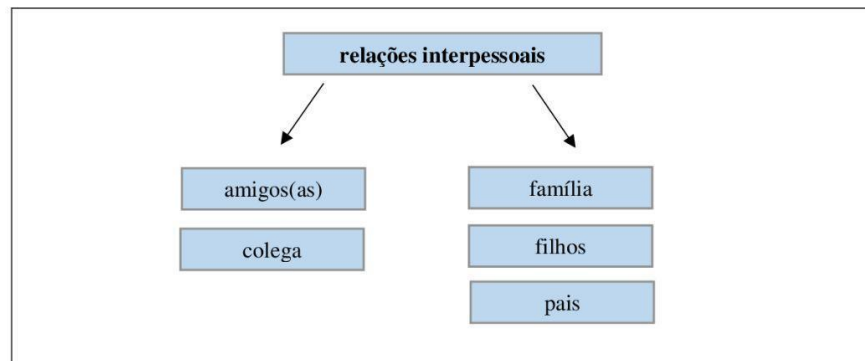 relações interpessoais
amigos(as)
colega
família
filhos
pais